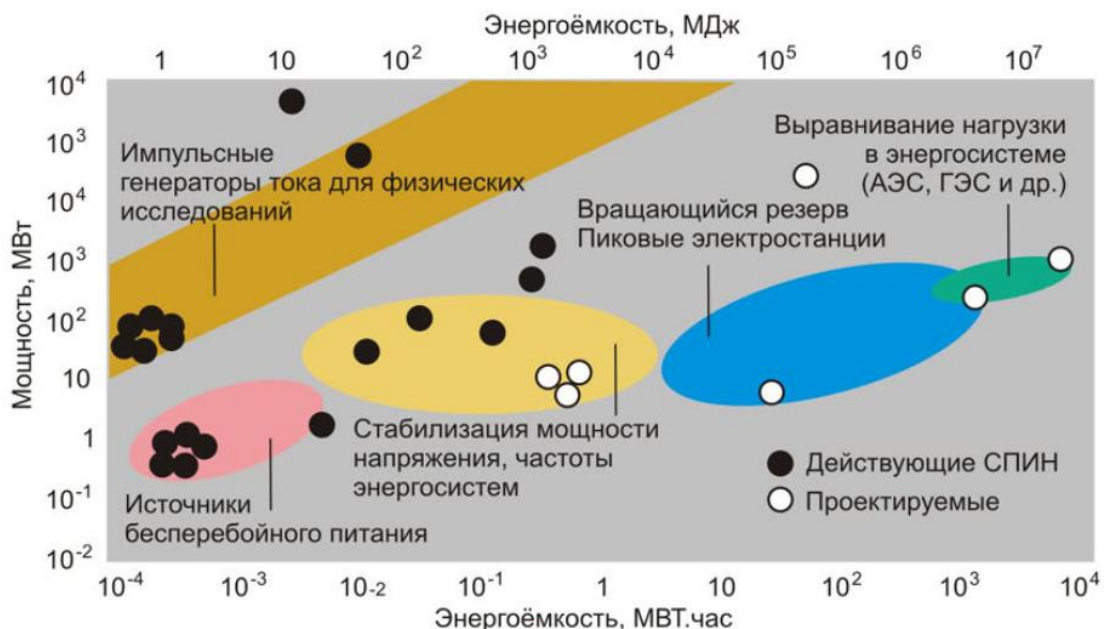 Энергоёмкость, МДж
1 10 10² 10³ 10⁴ 10⁵ 10⁶ 10⁷
Мощность, МВт
10⁴
10³
10⁴
10³
10²
10
1
10⁻¹
10⁻²
Импульсные
генераторы тока для физических
исследований
Выравнивание нагрузки
в энергосистеме
(АЭС, ГЭС и др.)
Вращающийся резерв
Пиковые электростанции
Стабилизация мощности
напряжения, частоты
энергосистем
Источники
бесперебойного питания
Действующие СПИН
Проектируемые
10⁻⁴ 10⁻³ 10-2 10⁻¹ 1 10 10² 10³ 10⁴
Энергоёмкость, МВТ.час